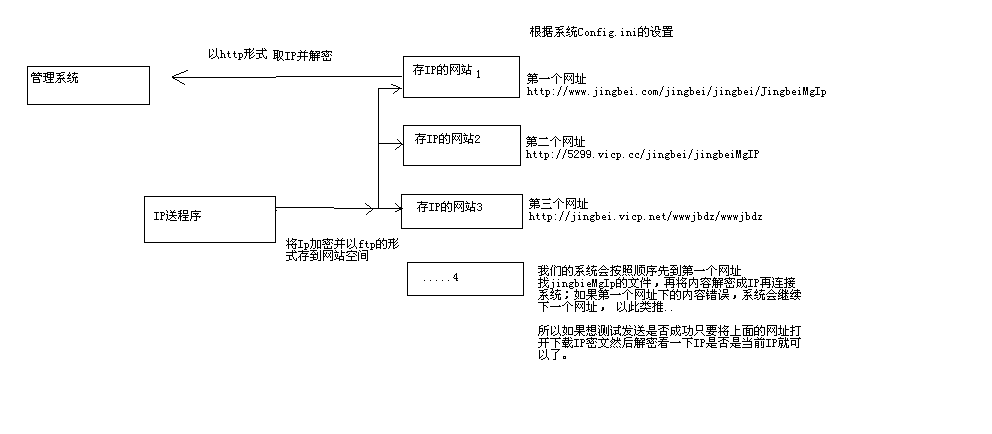 根据系统Config.ini的设置
以http形式 取IP并解密
管理系统
存IP的网站 1
第一个网址
http://www.jingbei.com/jingbei/jingbei/JingbeiMgIp
存IP的网站2
第二个网址
http://5299.vicp.cc/jingbei/jingbeiMgIP
IP送程序
存IP的网站3
第三个网址
http://jingbei.vicp.net/wwwjbdz/wwwjbdz
将Ip加密并以ftp的形
式存到网站空间
.....4
我们的系统会按照顺序先到第一个网址
找jingbieMgIp的文件，再将内容解密成IP再连接
系统；如果第一个网址下的内容错误，系统会继续
下一个网址， 以此类推..
所以如果想测试发送是否成功只要将上面的网址打
开下载IP密文然后解密看一下IP是否是当前IP就可
以了。